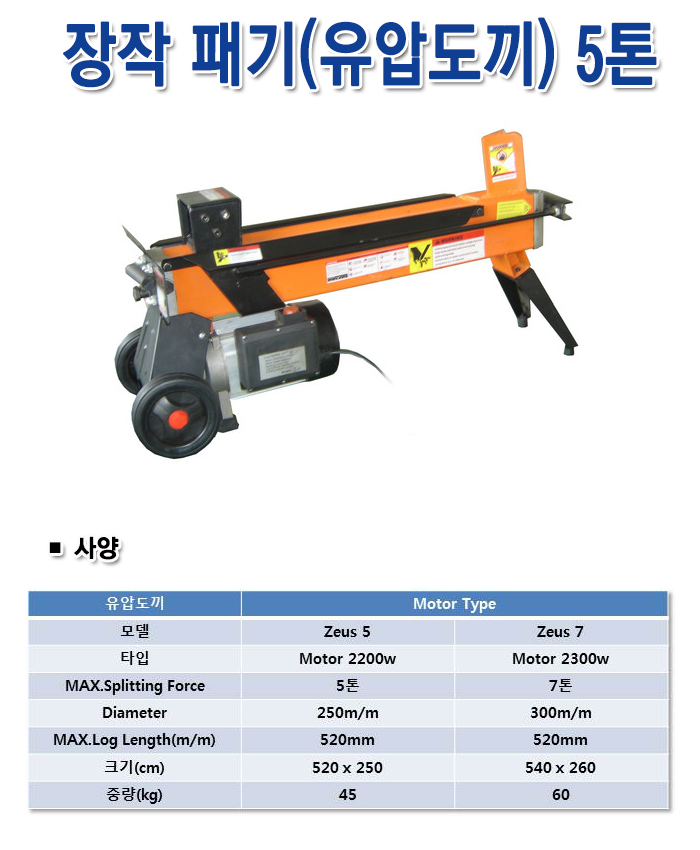 장작 패기(유압도끼) 5톤
WARNING
■ 사양
유압도끼 Motor Type
모델 Zeus 5 Zeus 7
타입 Motor 2200w Motor 2300w
MAX.Splitting Force 5톤 7톤
Diameter 250m/m 300m/m
MAX.Log Length(m/m) 520mm 520mm
크기(cm) 520 x 250 540 x 260
중량(kg) 45 60